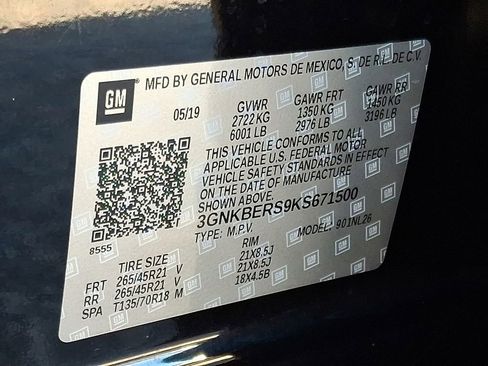 GM
MFD BY GENERAL MOTORS DE MEXICO, S. DE R.L. DE C.V.
05/19 GVWR GAWR FRT GAWR RR
2722 KG 1350 KG 1450 KG
6001 LB 2976 LB 3196 LB
THIS VEHICLE CONFORMS TO ALL
APPLICABLE U.S. FEDERAL MOTOR
VEHICLE SAFETY STANDARDS IN EFFECT
ON THE DATE OF MANUFACTURE
SHOWN ABOVE.
3GNKBERS9KS671500
8555 TYPE: M.P.V. MODEL: 901NL26
TIRE SIZE RIM
FRT 265/45R21 V 21X8.5J
RR 265/45R21 V 21X8.5J
SPA T135/70R18 M 18X4.5B